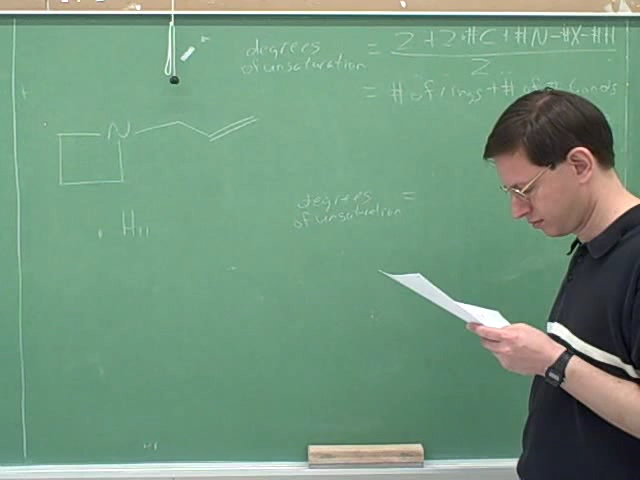 degrees
of unsaturation
= 2+2·#C+#N-#X-#H
2
= # of rings + # of π bonds
N
degrees
of unsaturation =
H11